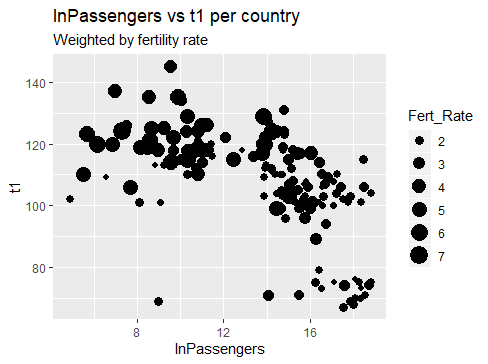 lnPassengers vs t1 per country
Weighted by fertility rate
140
120
100
80
t1
8
12
16
lnPassengers
Fert_Rate
2
3
4
5
6
7